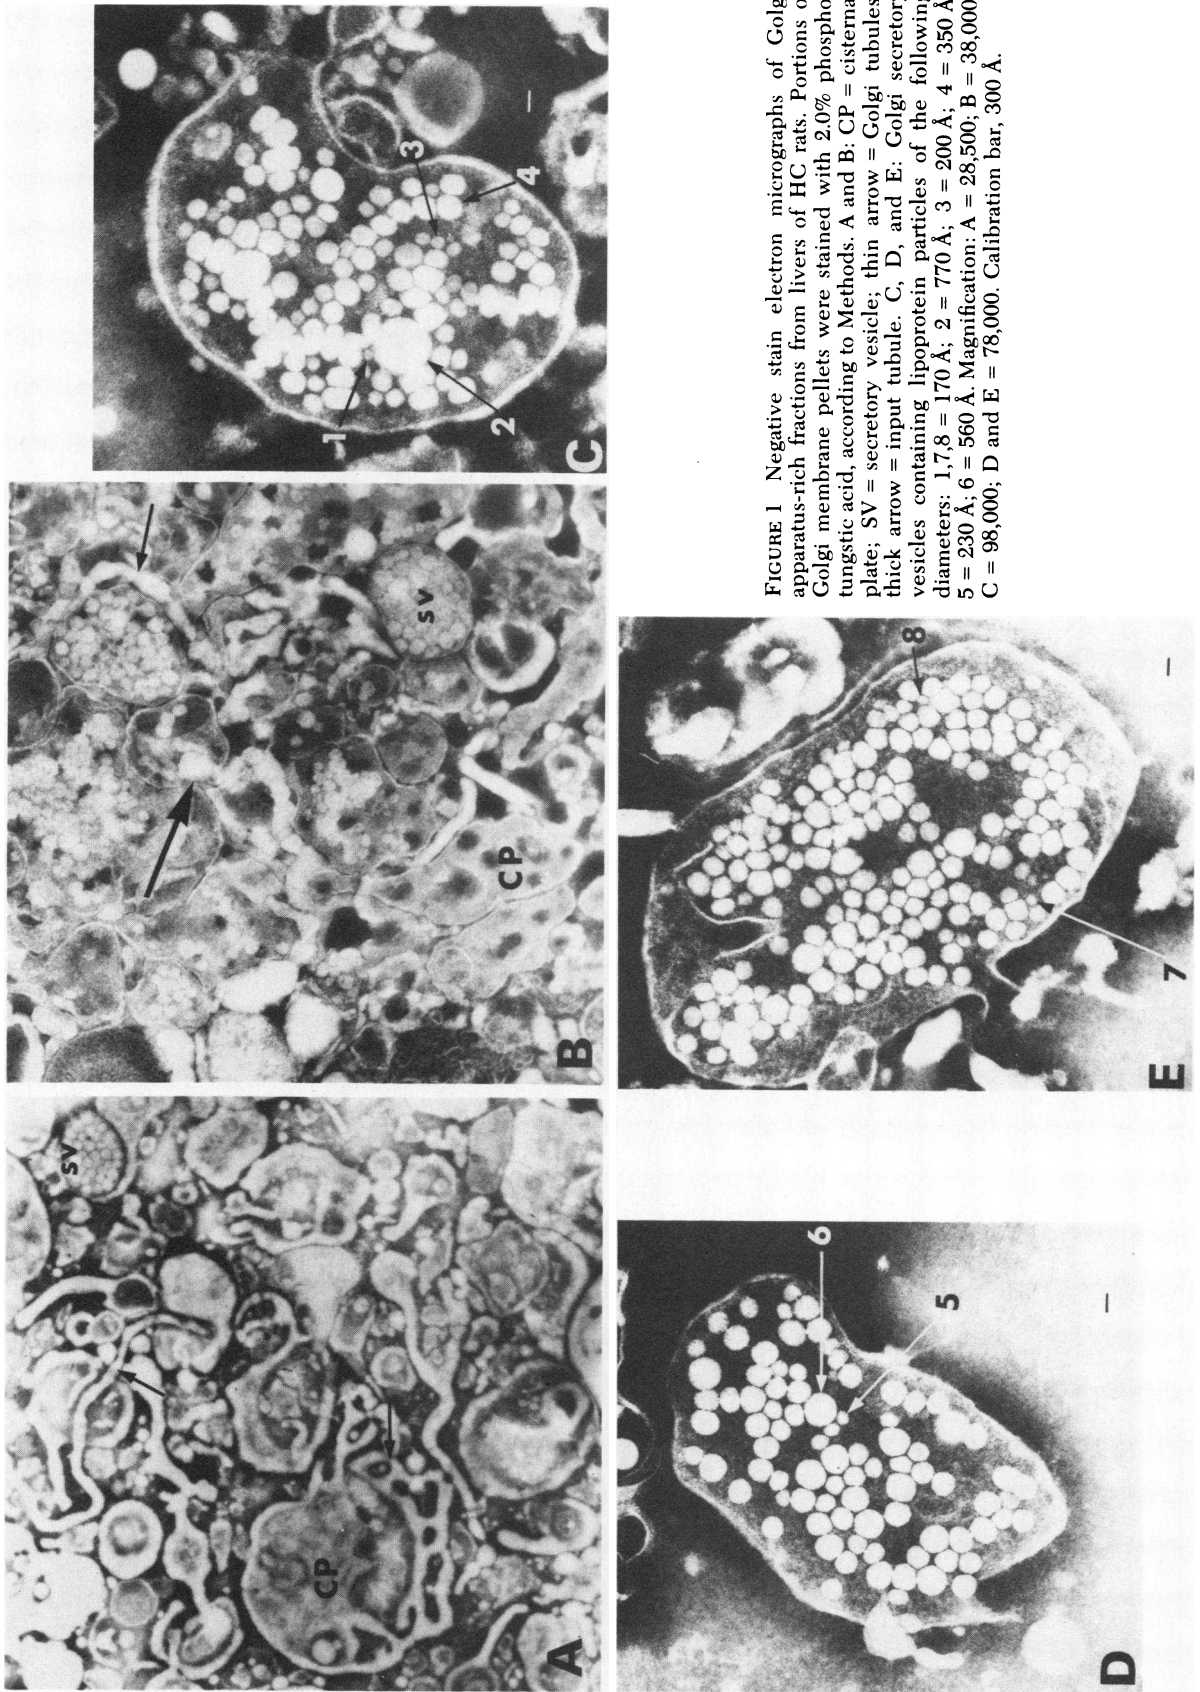 A
CP
SV
B
CP
SV
C
1
2
3
4
D
5
6
E
7
8
FIGURE 1 Negative stain electron micrographs of Golgi
apparatus-rich fractions from livers of HC rats. Portions of
Golgi membrane pellets were stained with 2.0% phospho-
tungstic acid, according to Methods. A and B: CP = cisternal
plate; SV = secretory vesicle; thin arrow = Golgi tubules;
thick arrow = input tubule. C, D, and E: Golgi secretory
vesicles containing lipoprotein particles of the following
diameters: 1,7,8 = 170 Å; 2 = 770 Å; 3 = 200 Å; 4 = 350 Å;
5 = 230 Å; 6 = 560 Å. Magnification: A = 28,500; B = 38,000;
C = 98,000; D and E = 78,000. Calibration bar, 300 Å.